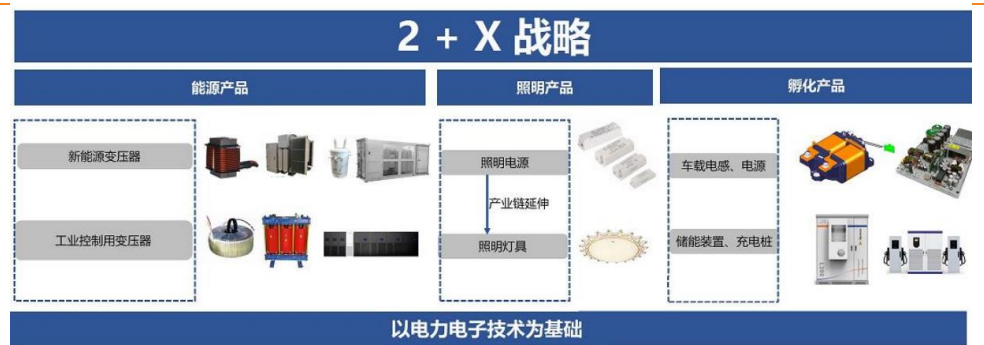 2 + X 战略
能源产品
照明产品
孵化产品
新能源变压器
工业控制用变压器
照明电源
产业链延伸
照明灯具
车载电感、电源
储能装置、充电桩
以电力电子技术为基础